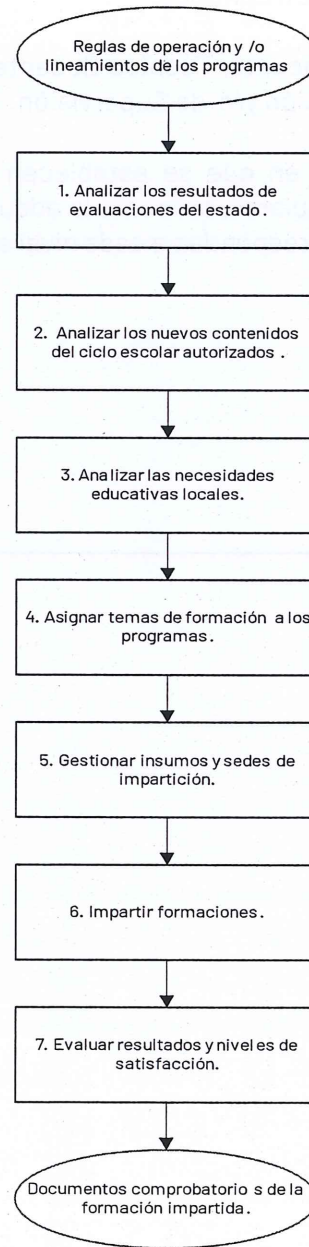 Reglas de operación y /o
lineamientos de los programas
1. Analizar los resultados de
evaluaciones del estado.
2. Analizar los nuevos contenidos
del ciclo escolar autorizados .
3. Analizar las necesidades
educativas locales.
4. Asignar temas de formación a los
programas.
5. Gestionar insumos y sedes de
impartición.
6. Impartir formaciones.
7. Evaluar resultados y niveles de
satisfacción.
Documentos comprobatorio s de la
formación impartida.